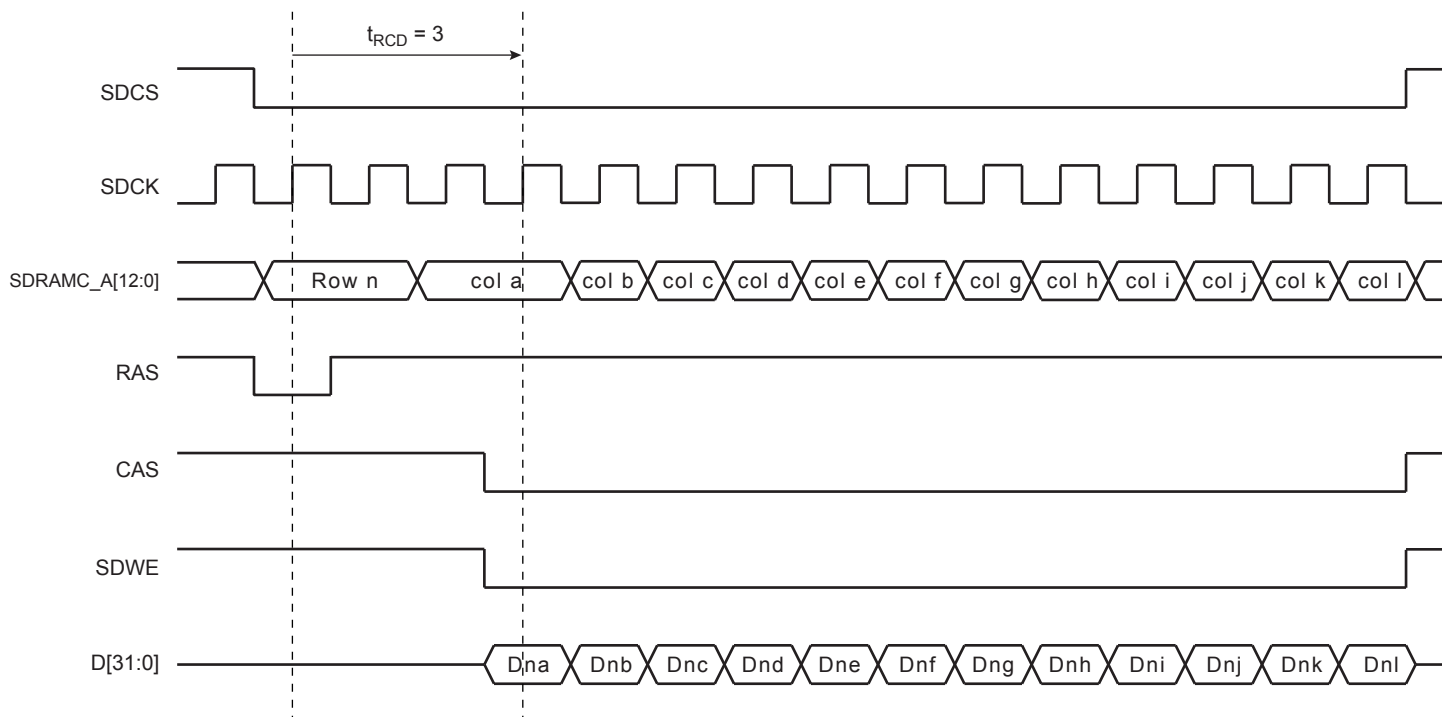 tRCD = 3
SDCS
SDCK
SDRAMC_A[12:0] Row n col a col b col c col d col e col f col g col h col i col j col k col l
RAS
CAS
SDWE
D[31:0] Dna Dnb Dnc Dnd Dne Dnf Dng Dnh Dni Dnj Dnk Dnl